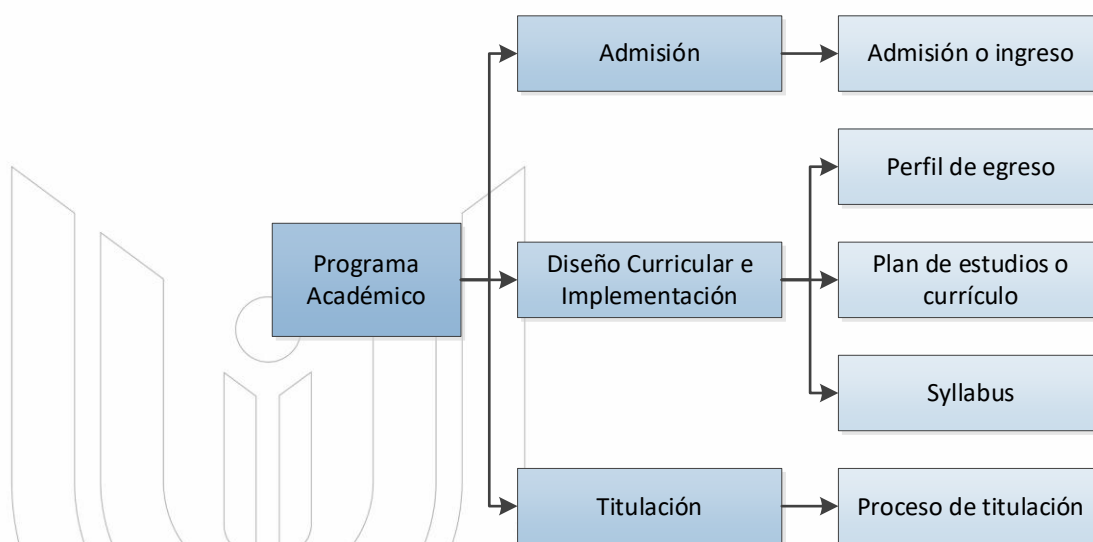 Programa
Académico
Admisión
Admisión o ingreso
Diseño Curricular e
Implementación
Perfil de egreso
Plan de estudios o
currículo
Syllabus
Titulación
Proceso de titulación